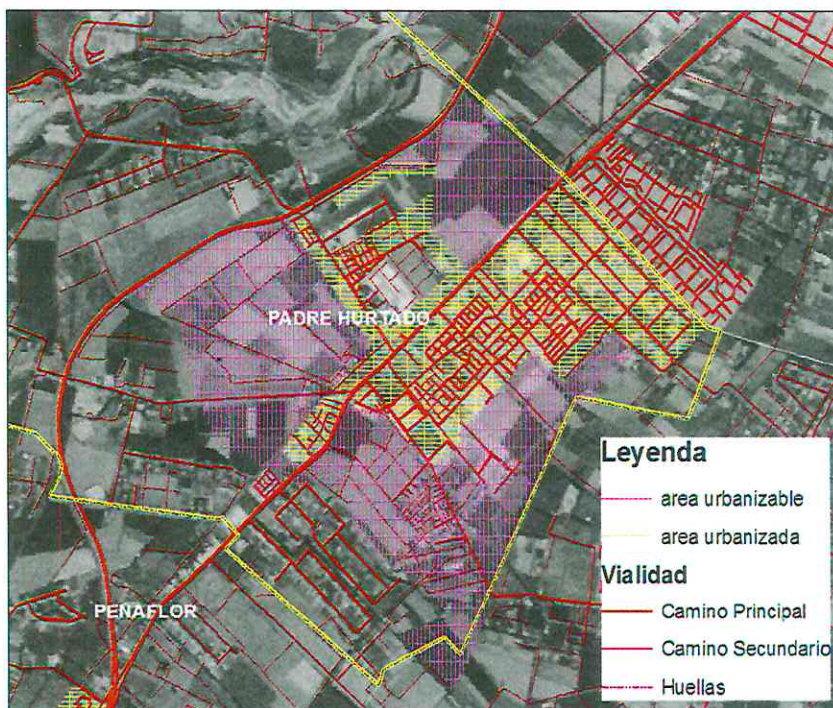 PADRE HURTADO
PEÑAFLOR
Leyenda
area urbanizable
area urbanizada
Vialidad
Camino Principal
Camino Secundario
Huellas